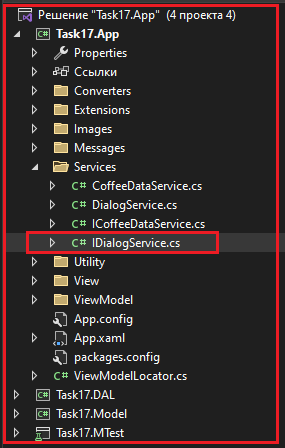 Решение "Task17.App" (4 проекта 4)
C# Task17.App
Properties
Ссылки
Converters
Extensions
Images
Messages
Services
C# CoffeeDataService.cs
C# DialogService.cs
C# ICoffeeDataService.cs
C# IDialogService.cs
Utility
View
ViewModel
App.config
App.xaml
packages.config
C# ViewModelLocator.cs
C# Task17.DAL
C# Task17.Model
Task17.MTest